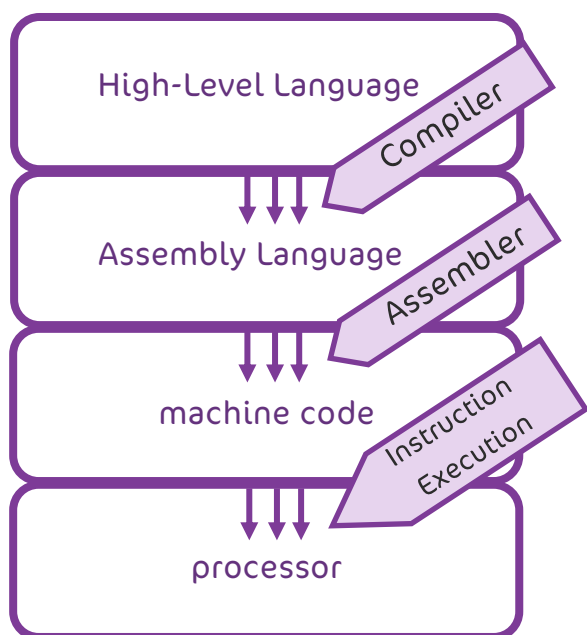 High-Level Language
Compiler
Assembly Language
Assembler
machine code
Instruction
Execution
processor